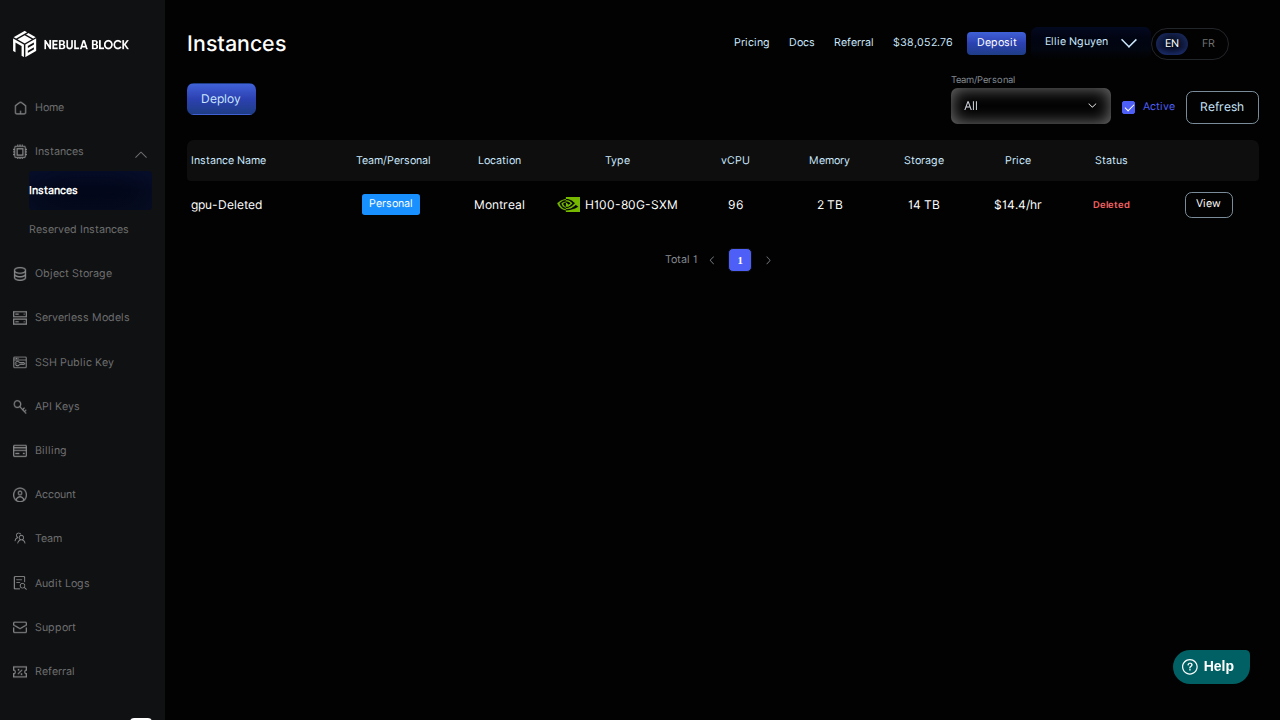 NEBULA BLOCK
Home
Instances
Instances
Reserved Instances
Object Storage
Serverless Models
SSH Public Key
API Keys
Billing
Account
Team
Audit Logs
Support
Referral
Instances
Pricing Docs Referral $38,052.76 Deposit Ellie Nguyen EN FR
Deploy
Team/Personal
All
Active
Refresh
Instance Name Team/Personal Location Type vCPU Memory Storage Price Status
gpu-Deleted Personal Montreal H100-80G-SXM 96 2 TB 14 TB $14.4/hr Deleted View
Total 1 1
Help